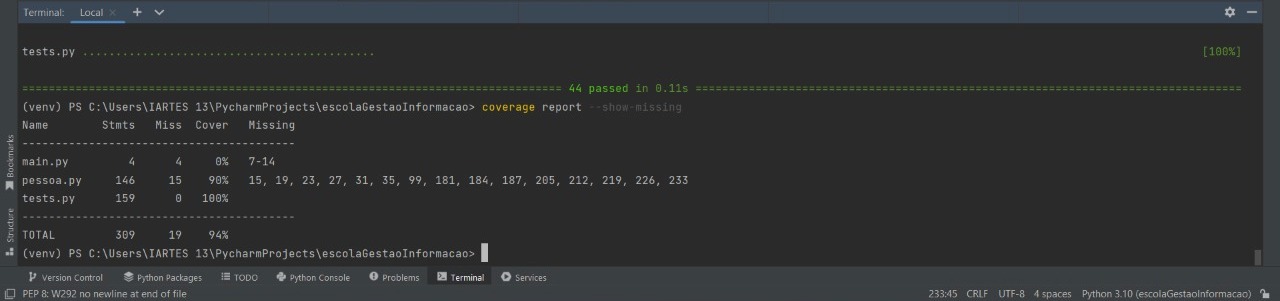 Terminal: Local × + ⌄
tests.py ............................................ [100%]
================================================================================== 44 passed in 0.11s ===================================================================================
(venv) PS C:\Users\IARTES 13\PycharmProjects\escolaGestaoInformacao> coverage report --show-missing
Name Stmts Miss Cover Missing
-----------------------------------------
main.py 4 4 0% 7-14
pessoa.py 146 15 90% 15, 19, 23, 27, 31, 35, 99, 181, 184, 187, 205, 212, 219, 226, 233
tests.py 159 0 100%
-----------------------------------------
TOTAL 309 19 94%
(venv) PS C:\Users\IARTES 13\PycharmProjects\escolaGestaoInformacao>
Bookmarks
Structure
Version Control Python Packages TODO Python Console Problems Terminal Services
PEP 8: W292 no newline at end of file 233:45 CRLF UTF-8 4 spaces Python 3.10 (escolaGestaoInformacao)